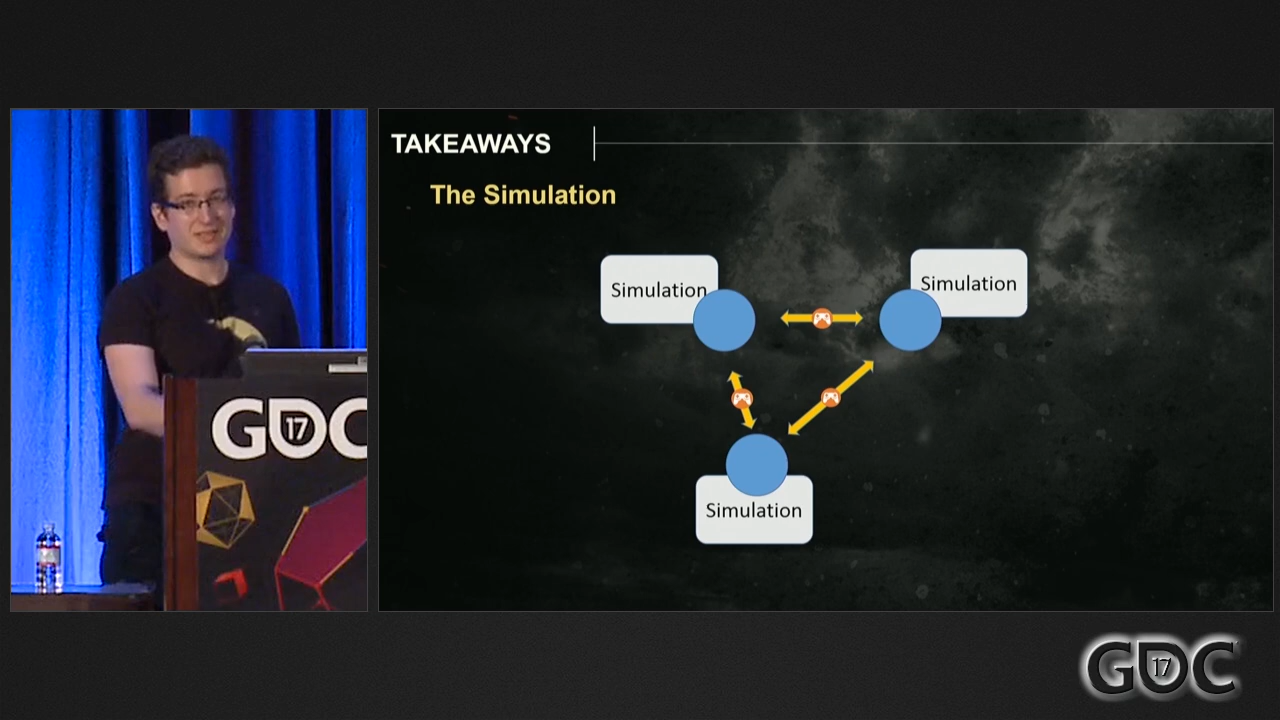 TAKEAWAYS
The Simulation
Simulation
Simulation
Simulation
GDC
17
GDC
17